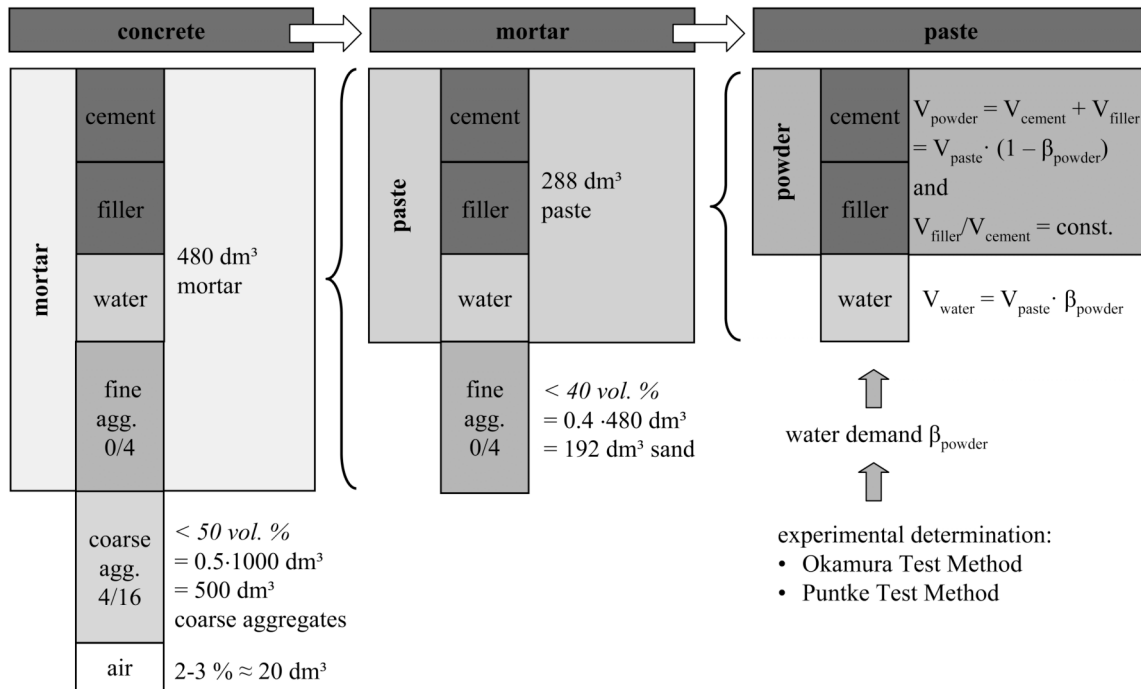 concrete
mortar
paste
mortar
cement
filler
water
fine
agg.
0/4
coarse
agg.
4/16
air
480 dm³
mortar
< 50 vol. %
= 0.5·1000 dm³
= 500 dm³
coarse aggregates
2-3 % ≈ 20 dm³
paste
cement
filler
water
fine
agg.
0/4
288 dm³
paste
< 40 vol. %
= 0.4 ·480 dm³
= 192 dm³ sand
powder
cement
filler
water
V_powder = V_cement + V_filler
= V_paste· (1 – β_powder)
and
V_filler/V_cement = const.
V_water = V_paste· β_powder
water demand β_powder
experimental determination:
• Okamura Test Method
• Puntke Test Method